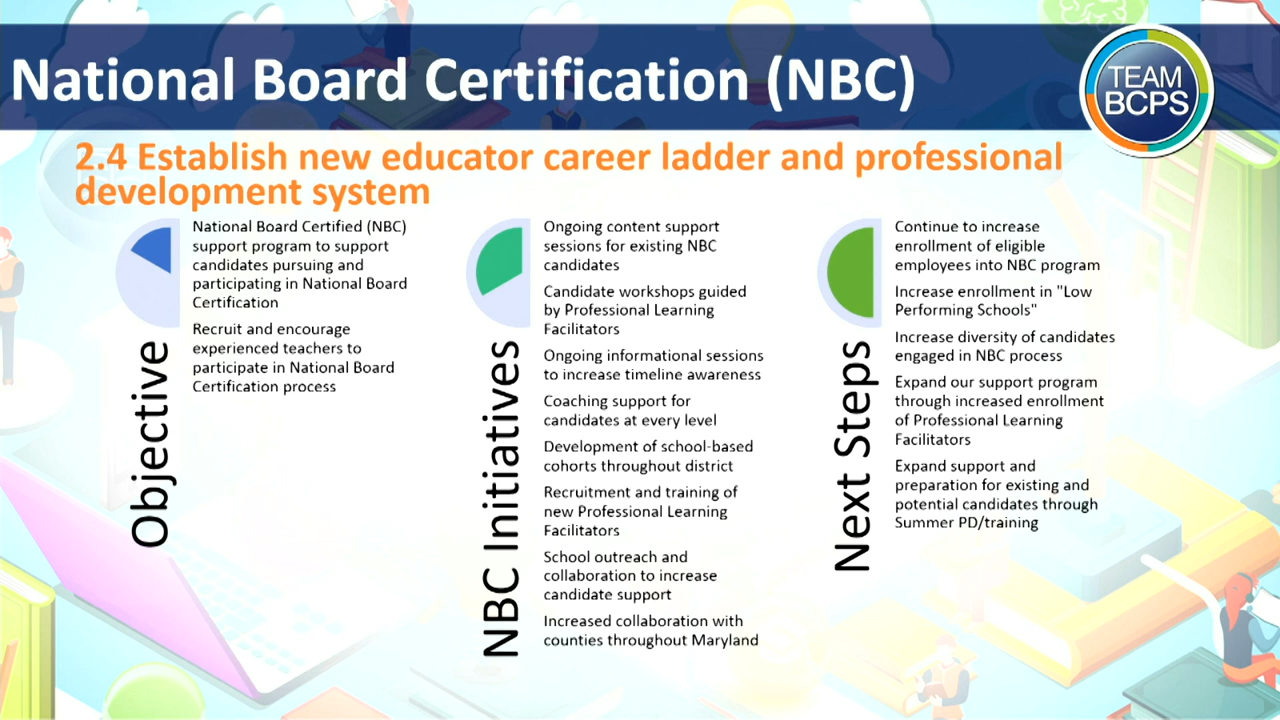 National Board Certification (NBC)
TEAM
BCPS
2.4 Establish new educator career ladder and professional
development system
Objective
National Board Certified (NBC)
support program to support
candidates pursuing and
participating in National Board
Certification
Recruit and encourage
experienced teachers to
participate in National Board
Certification process
NBC Initiatives
Ongoing content support
sessions for existing NBC
candidates
Candidate workshops guided
by Professional Learning
Facilitators
Ongoing informational sessions
to increase timeline awareness
Coaching support for
candidates at every level
Development of school-based
cohorts throughout district
Recruitment and training of
new Professional Learning
Facilitators
School outreach and
collaboration to increase
candidate support
Increased collaboration with
counties throughout Maryland
Next Steps
Continue to increase
enrollment of eligible
employees into NBC program
Increase enrollment in "Low
Performing Schools"
Increase diversity of candidates
engaged in NBC process
Expand our support program
through increased enrollment
of Professional Learning
Facilitators
Expand support and
preparation for existing and
potential candidates through
Summer PD/training